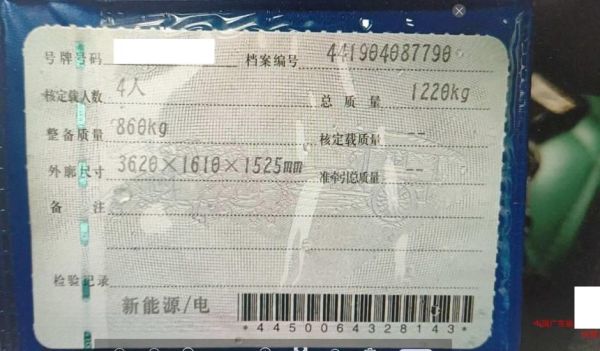 号牌号码 档案编号 441904087790
核定载人数 4人 总质量 1220kg
整备质量 860kg 核定载质量 --
外廓尺寸 3620×1610×1525mm 准牵引总质量 --
备注
检验记录
新能源/电
*4450064328143*